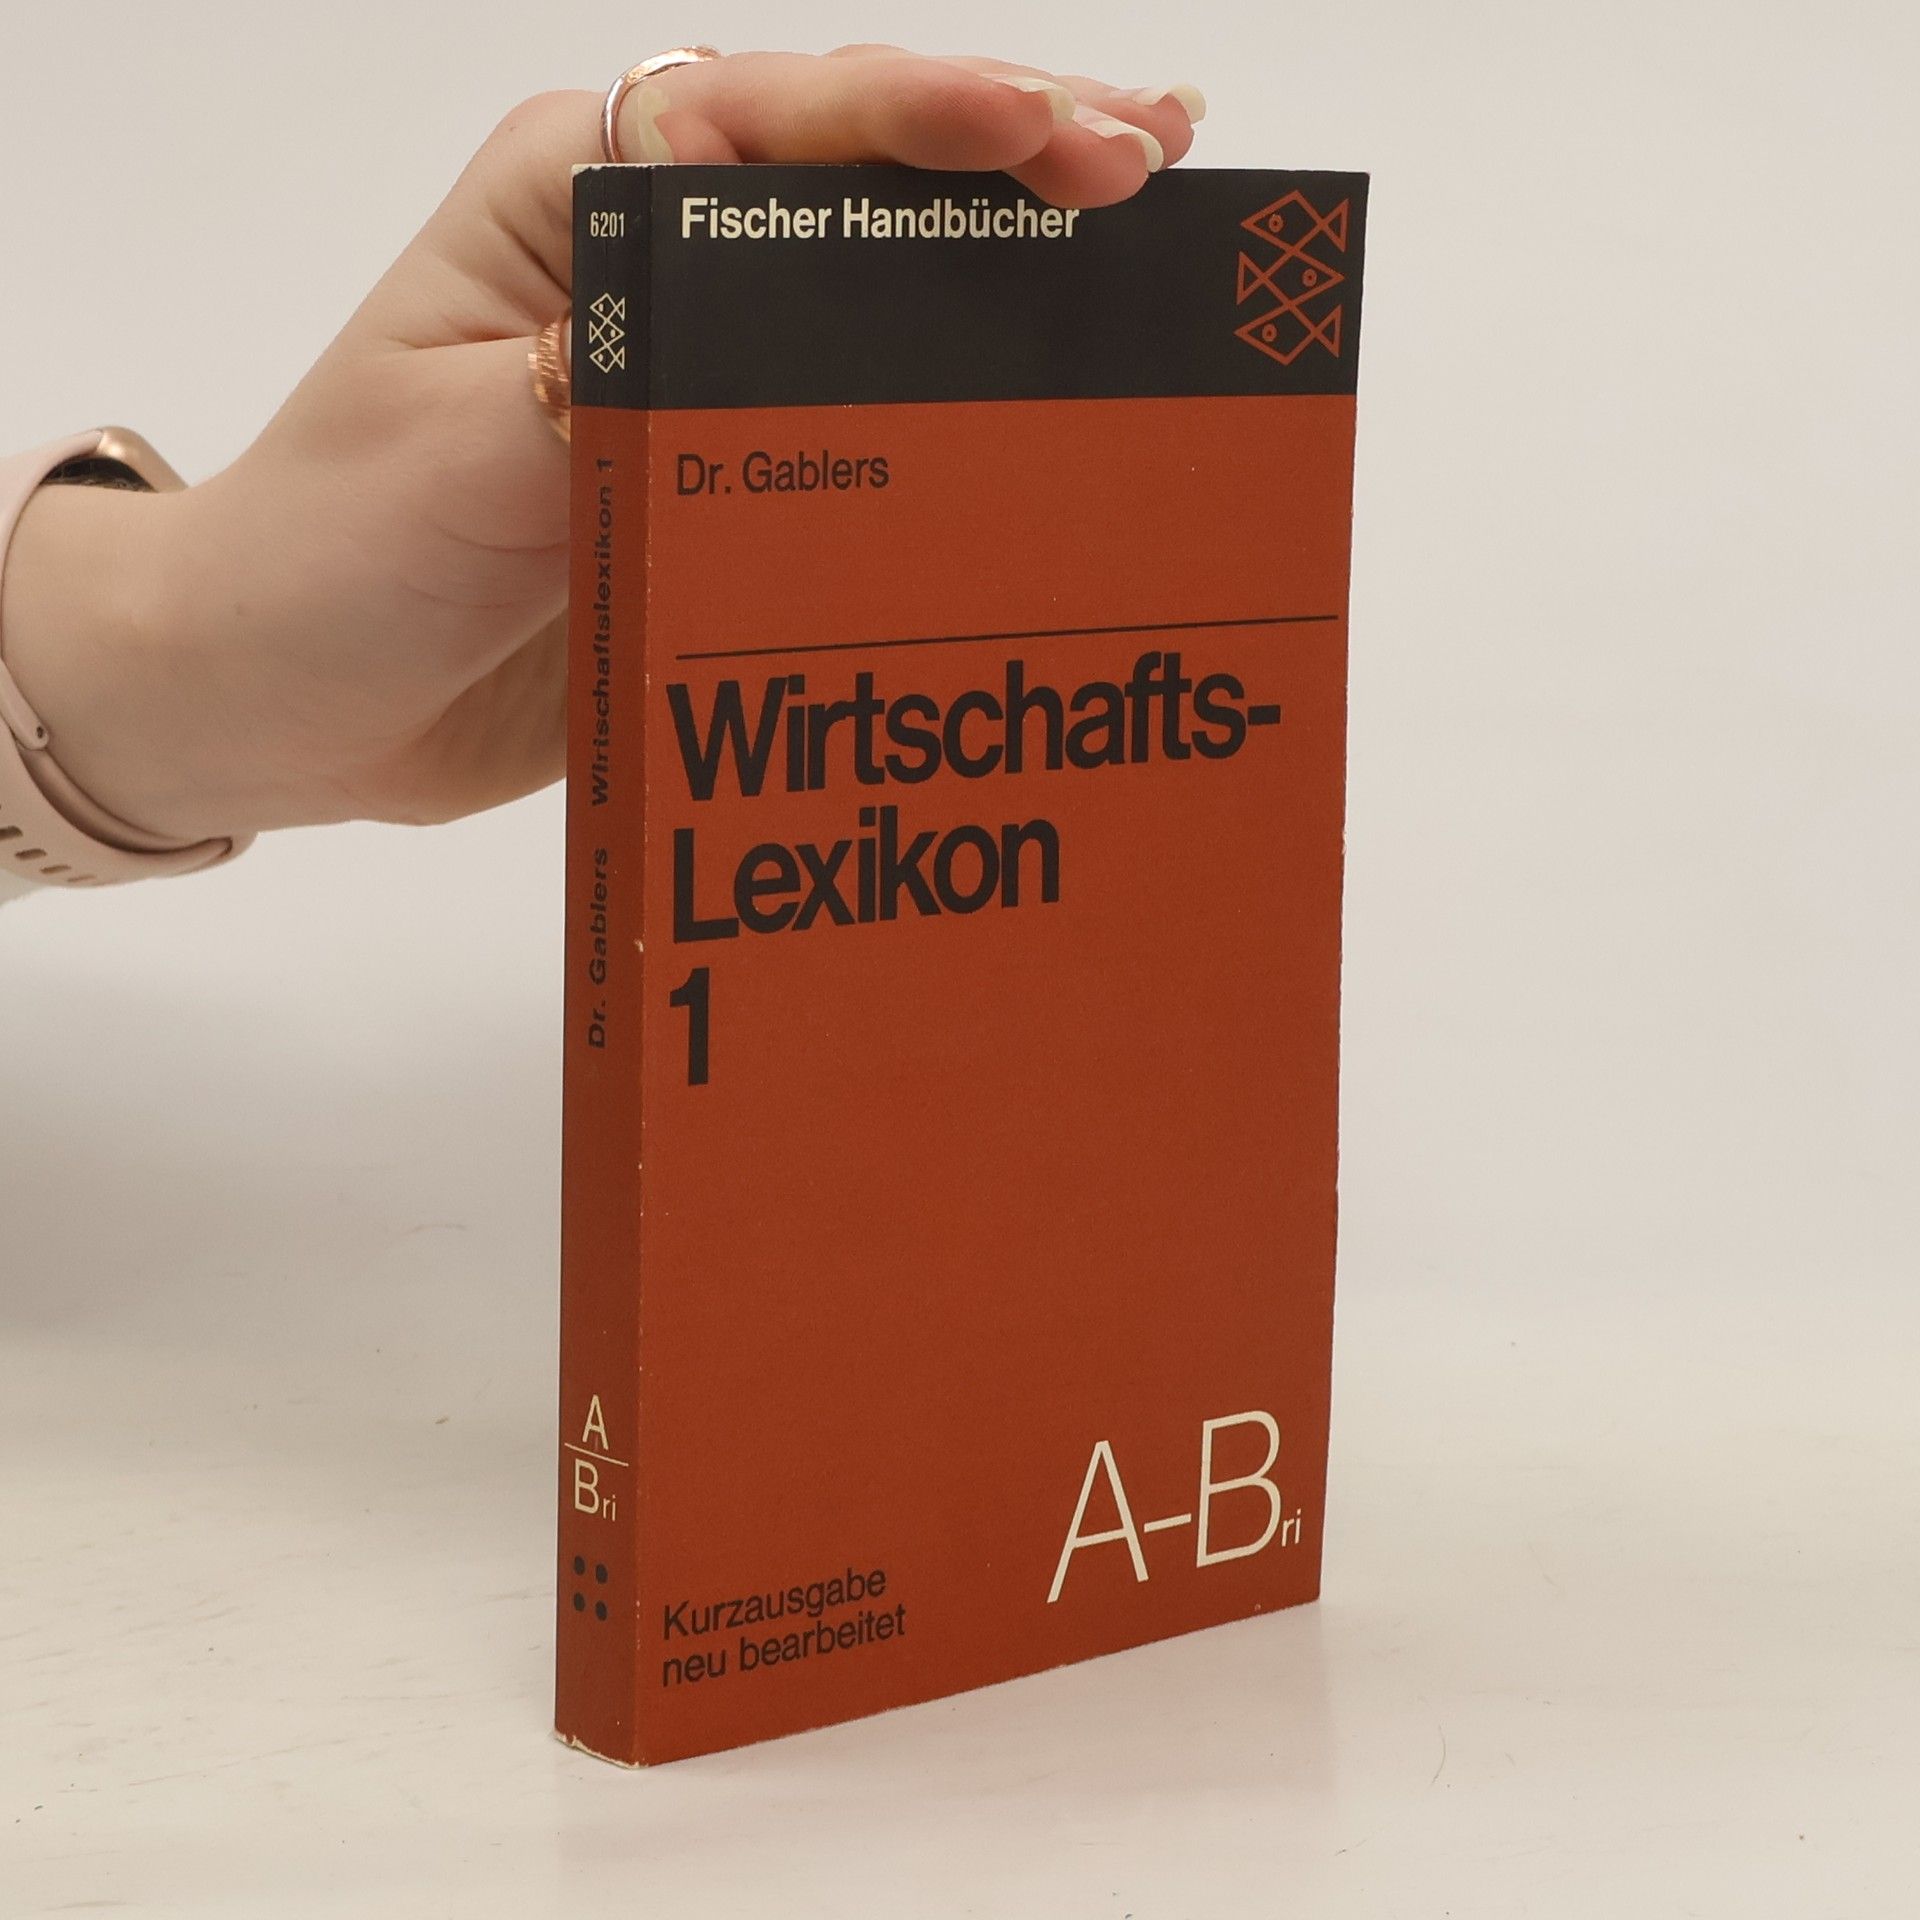 6201
Dr. Gablers Wirtschaftslexikon 1
A
Bri
Fischer Handbücher
Dr. Gablers
Wirtschafts-
Lexikon
1
A–Bri
Kurzausgabe
neu bearbeitet